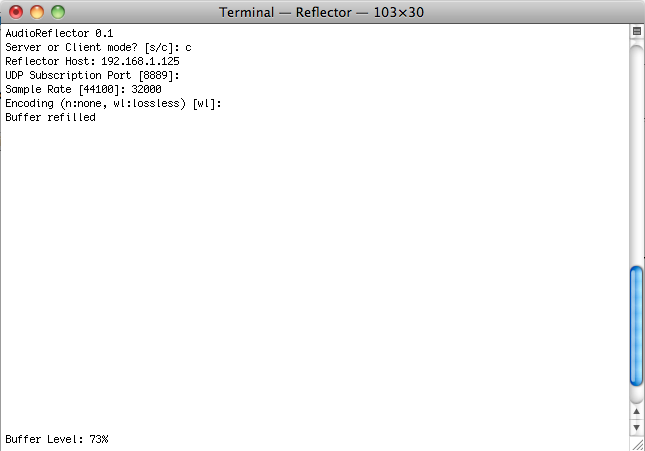 Terminal — Reflector — 103×30
AudioReflector 0.1
Server or Client mode? [s/c]: c
Reflector Host: 192.168.1.125
UDP Subscription Port [8889]:
Sample Rate [44100]: 32000
Encoding (n:none, wl:lossless) [wl]:
Buffer refilled
Buffer Level: 73%